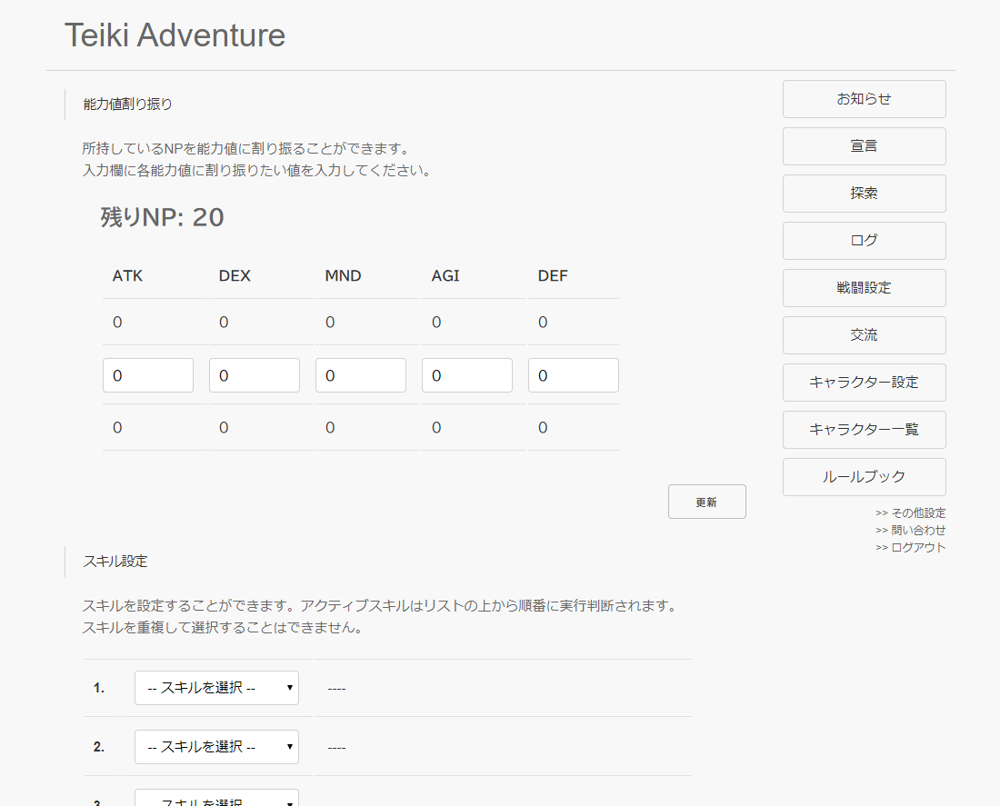 Teiki Adventure
能力値割り振り
所持しているNPを能力値に割り振ることができます。
入力欄に各能力値に割り振りたい値を入力してください。
残りNP: 20
ATK DEX MND AGI DEF
0 0 0 0 0
0 0 0 0 0
0 0 0 0 0
更新
スキル設定
スキルを設定することができます。アクティブスキルはリストの上から順番に実行判断されます。
スキルを重複して選択することはできません。
1. -- スキルを選択 -- ----
2. -- スキルを選択 -- ----
3. -- スキルを選択 --
お知らせ
宣言
探索
ログ
戦闘設定
交流
キャラクター設定
キャラクター一覧
ルールブック
>> その他設定
>> 問い合わせ
>> ログアウト